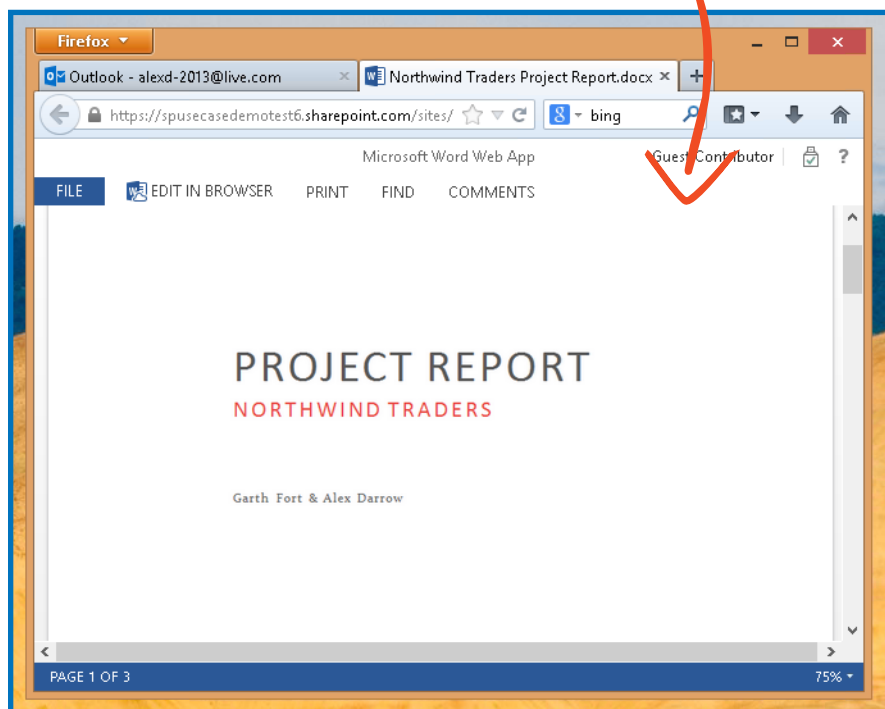 Firefox
Outlook - alexd-2013@live.com
Northwind Traders Project Report.docx
https://spusecasedemotest6.sharepoint.com/sites/
8 bing
Microsoft Word Web App
Guest Contributor
?
FILE
EDIT IN BROWSER
PRINT
FIND
COMMENTS
PROJECT REPORT
NORTHWIND TRADERS
Garth Fort & Alex Darrow
PAGE 1 OF 3
75%